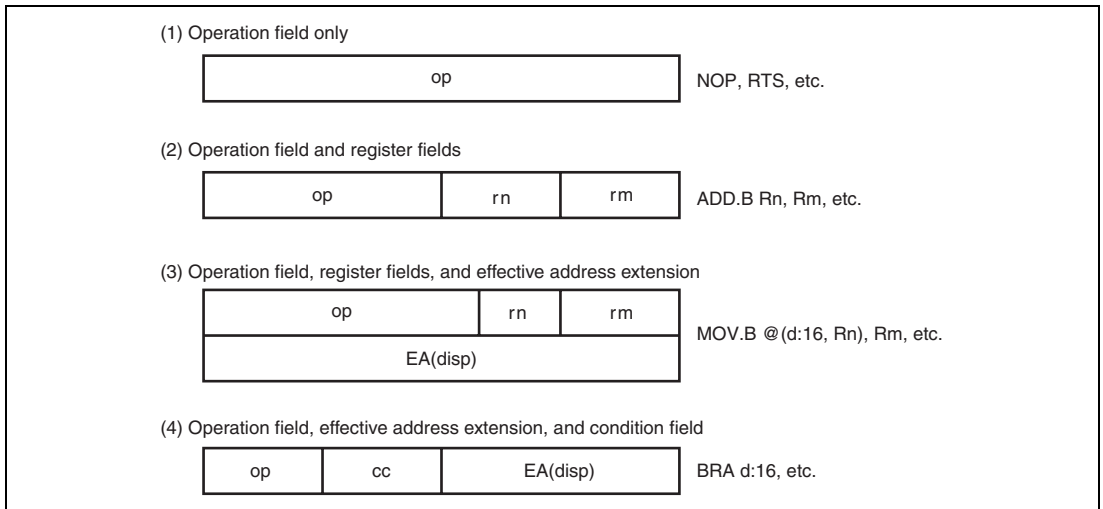 (1) Operation field only
op
NOP, RTS, etc.
(2) Operation field and register fields
op rn rm
ADD.B Rn, Rm, etc.
(3) Operation field, register fields, and effective address extension
op rn rm
MOV.B @(d:16, Rn), Rm, etc.
EA(disp)
(4) Operation field, effective address extension, and condition field
op cc EA(disp)
BRA d:16, etc.